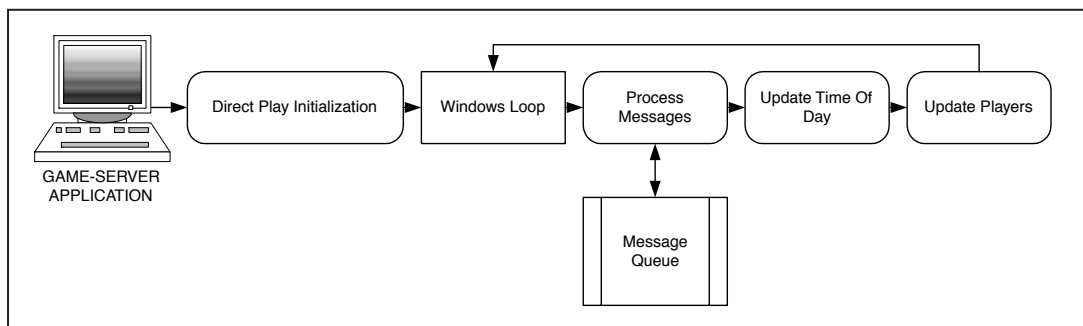 GAME-SERVER
APPLICATION
Direct Play Initialization
Windows Loop
Process
Messages
Update Time Of
Day
Update Players
Message
Queue